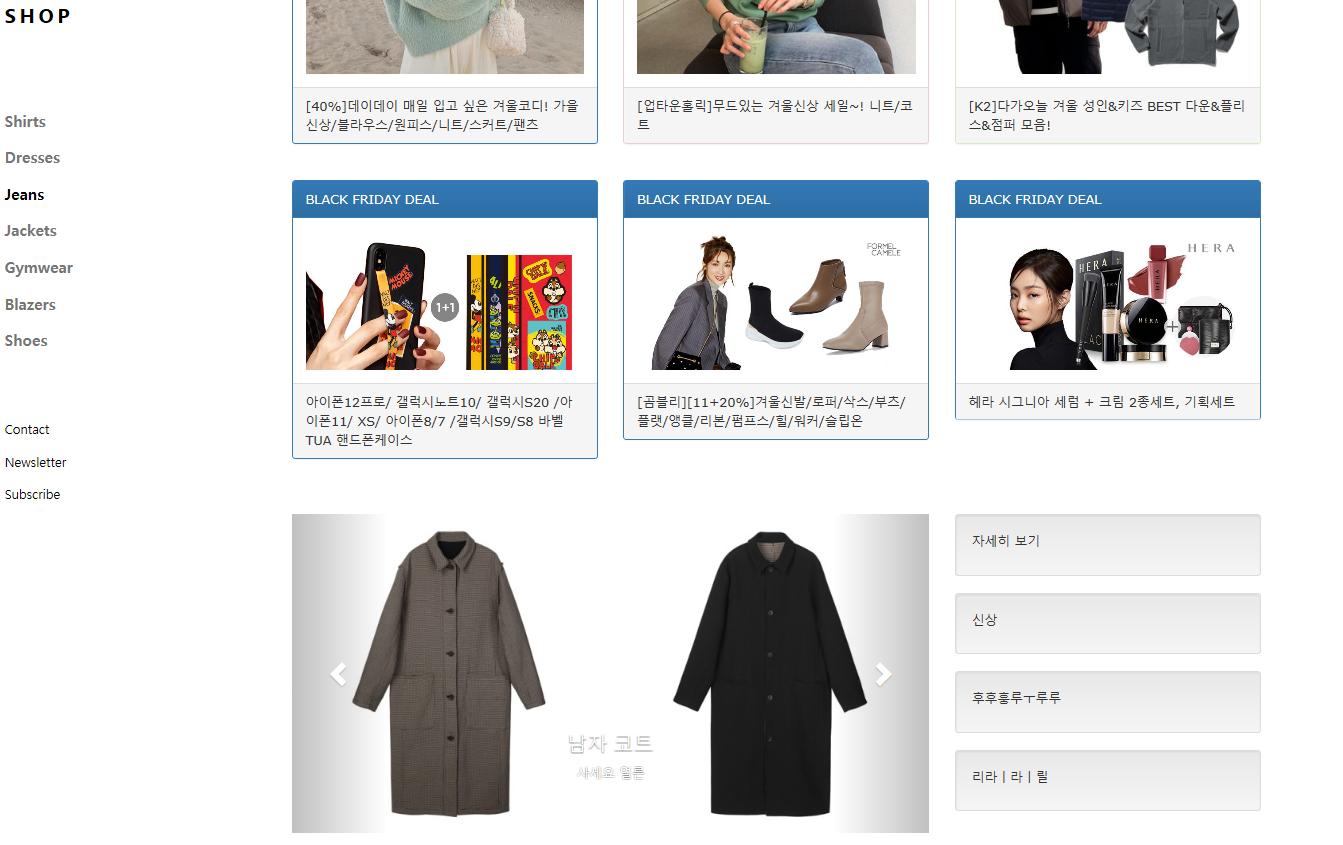 SHOP
Shirts
Dresses
Jeans
Jackets
Gymwear
Blazers
Shoes
Contact
Newsletter
Subscribe
[40%]데이데이 매일 입고 싶은 겨울코디! 가을
신상/블라우스/원피스/니트/스커트/팬츠
[업타운홀릭]무드있는 겨울신상 세일~! 니트/코
트
[K2]다가오늘 겨울 성인&키즈 BEST 다운&플리
스&점퍼 모음!
BLACK FRIDAY DEAL
BLACK FRIDAY DEAL
BLACK FRIDAY DEAL
MICKEY
MOUSE
1+1
FORMEL
CAMELE
HERA
HERA
HERA
아이폰12프로/ 갤럭시노트10/ 갤럭시S20 /아
이폰11/ XS/ 아이폰8/7 /갤럭시S9/S8 바벨
TUA 핸드폰케이스
[곰블리][11+20%]겨울신발/로퍼/삭스/부츠/
플랫/앵클/리본/펌프스/힐/워커/슬립온
헤라 시그니아 세럼 + 크림 2종세트, 기획세트
남자 코트
사세요 얼른
자세히 보기
신상
후후훟루ㅜ루루
리라ㅣ라ㅣ릴